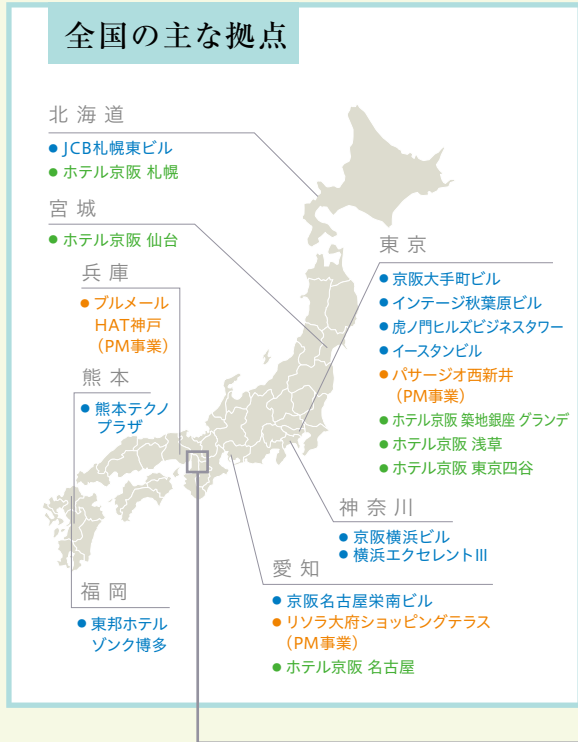 全国の主な拠点
北海道
● JCB札幌東ビル
● ホテル京阪 札幌
宮城
● ホテル京阪 仙台
兵庫
● ブルメール
HAT神戸
（PM事業）
熊本
● 熊本テクノ
プラザ
福岡
● 東邦ホテル
ゾンク博多
東京
● 京阪大手町ビル
● インテージ秋葉原ビル
● 虎ノ門ヒルズビジネスタワー
● イースタンビル
● パサージオ西新井
（PM事業）
● ホテル京阪 築地銀座 グランデ
● ホテル京阪 浅草
● ホテル京阪 東京四谷
神奈川
● 京阪横浜ビル
● 横浜エクセレントⅢ
愛知
● 京阪名古屋栄南ビル
● リソラ大府ショッピングテラス
（PM事業）
● ホテル京阪 名古屋